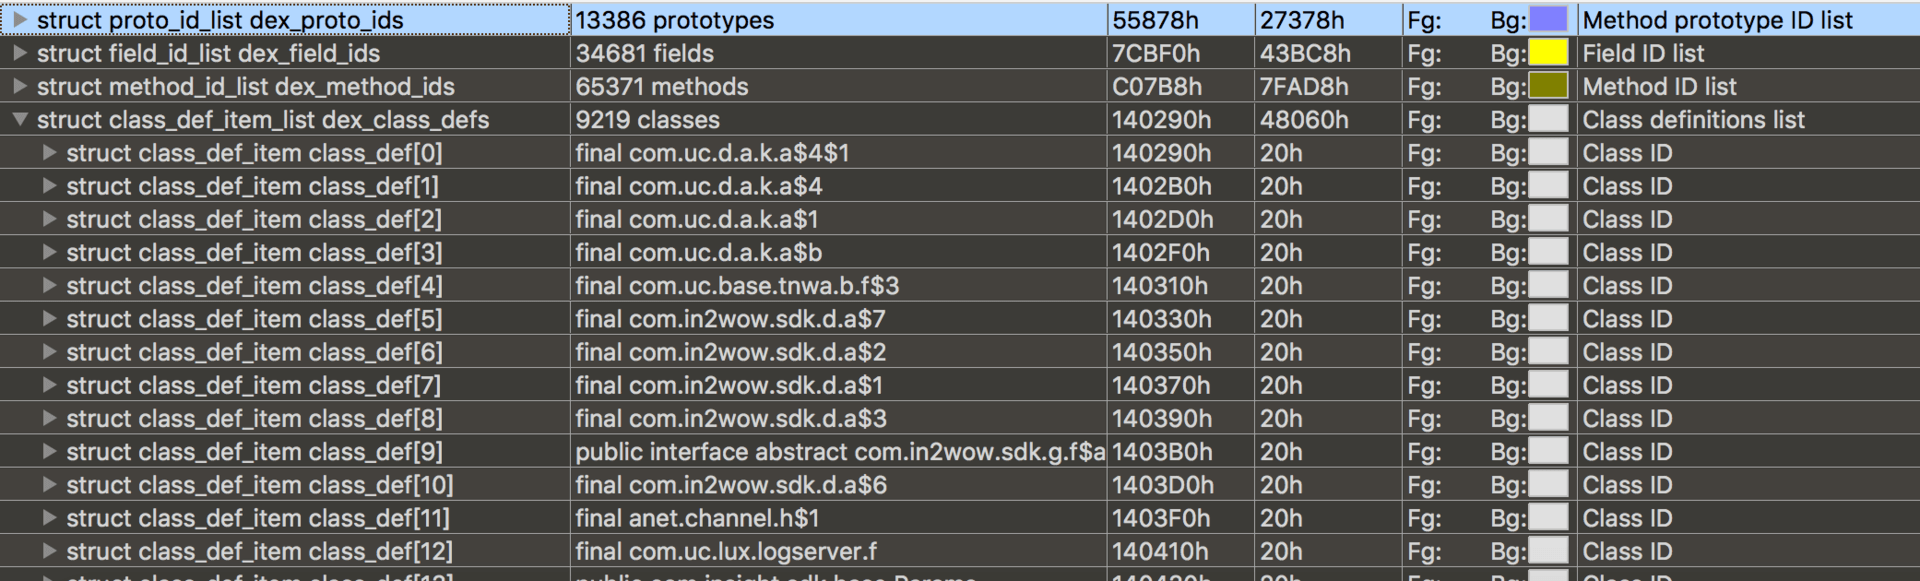 struct proto_id_list dex_proto_ids 13386 prototypes 55878h 27378h Fg: Bg: Method prototype ID list
struct field_id_list dex_field_ids 34681 fields 7CBF0h 43BC8h Fg: Bg: Field ID list
struct method_id_list dex_method_ids 65371 methods C07B8h 7FAD8h Fg: Bg: Method ID list
struct class_def_item_list dex_class_defs 9219 classes 140290h 48060h Fg: Bg: Class definitions list
struct class_def_item class_def[0] final com.uc.d.a.k.a$4$1 140290h 20h Fg: Bg: Class ID
struct class_def_item class_def[1] final com.uc.d.a.k.a$4 1402B0h 20h Fg: Bg: Class ID
struct class_def_item class_def[2] final com.uc.d.a.k.a$1 1402D0h 20h Fg: Bg: Class ID
struct class_def_item class_def[3] final com.uc.d.a.k.a$b 1402F0h 20h Fg: Bg: Class ID
struct class_def_item class_def[4] final com.uc.base.tnwa.b.f$3 140310h 20h Fg: Bg: Class ID
struct class_def_item class_def[5] final com.in2wow.sdk.d.a$7 140330h 20h Fg: Bg: Class ID
struct class_def_item class_def[6] final com.in2wow.sdk.d.a$2 140350h 20h Fg: Bg: Class ID
struct class_def_item class_def[7] final com.in2wow.sdk.d.a$1 140370h 20h Fg: Bg: Class ID
struct class_def_item class_def[8] final com.in2wow.sdk.d.a$3 140390h 20h Fg: Bg: Class ID
struct class_def_item class_def[9] public interface abstract com.in2wow.sdk.g.f$a 1403B0h 20h Fg: Bg: Class ID
struct class_def_item class_def[10] final com.in2wow.sdk.d.a$6 1403D0h 20h Fg: Bg: Class ID
struct class_def_item class_def[11] final anet.channel.h$1 1403F0h 20h Fg: Bg: Class ID
struct class_def_item class_def[12] final com.uc.lux.logserver.f 140410h 20h Fg: Bg: Class ID